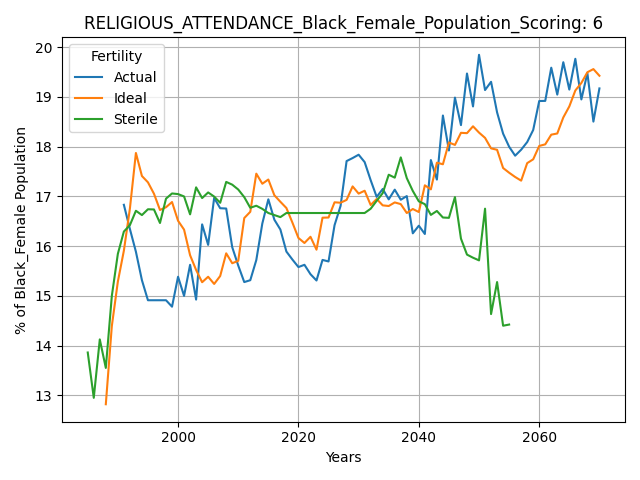 RELIGIOUS_ATTENDANCE_Black_Female_Population_Scoring: 6
Fertility
Actual
Ideal
Sterile
% of Black_Female Population
20
19
18
17
16
15
14
13
2000
2020
2040
2060
Years